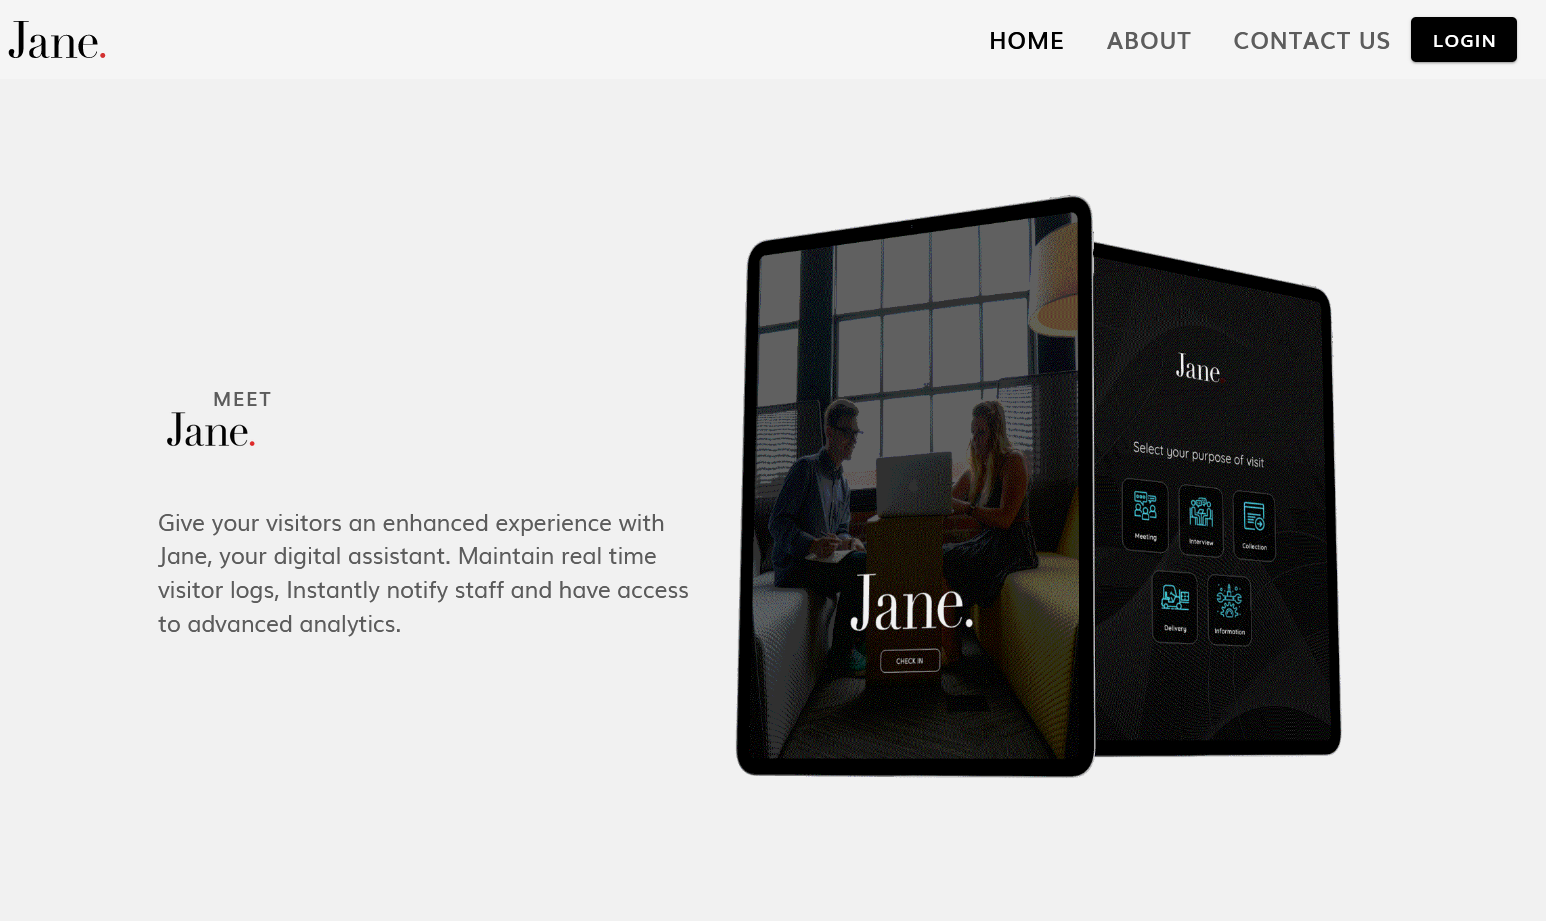 Jane.
HOME
ABOUT
CONTACT US
LOGIN
MEET
Jane.
Give your visitors an enhanced experience with
Jane, your digital assistant. Maintain real time
visitor logs, Instantly notify staff and have access
to advanced analytics.
Jane.
CHECK IN
Jane
Select your purpose of visit
Meeting
Interview
Collection
Delivery
Information